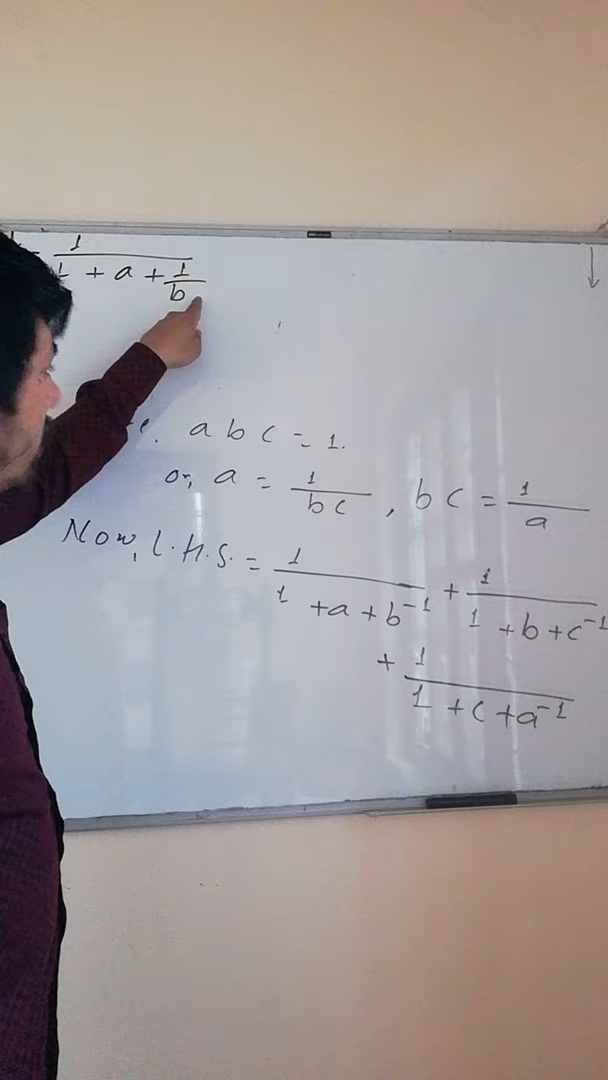 = 1/(1 + a + 1/b)
abc = 1.
or, a = 1/bc , bc = 1/a
Now, L.H.S. = 1/(1 + a + b⁻¹) + 1/(1 + b + c⁻¹)
+ 1/(1 + c + a⁻¹)